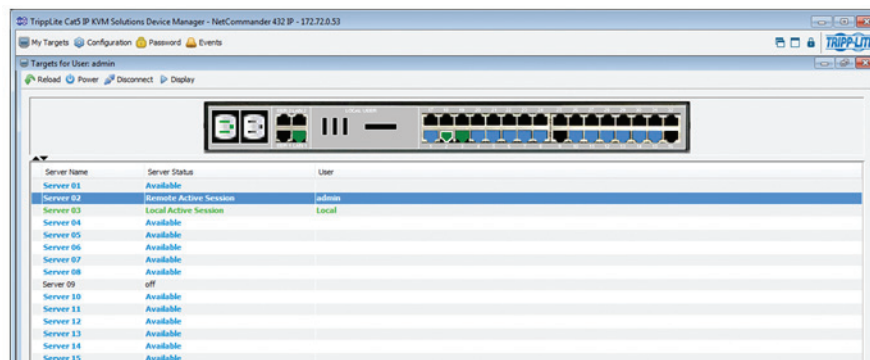 TrippLite Cat5 IP KVM Solutions Device Manager - NetCommander 432 IP - 172.72.0.53
My Targets Configuration Password Events
TRIPP-LITE
Targets for User: admin
Reload Power Disconnect Display
LOCAL USER
Server Name Server Status User
Server 01 Available
Server 02 Remote Active Session admin
Server 03 Local Active Session Local
Server 04 Available
Server 05 Available
Server 06 Available
Server 07 Available
Server 08 Available
Server 09 off
Server 10 Available
Server 11 Available
Server 12 Available
Server 13 Available
Server 14 Available
Server 15 Available